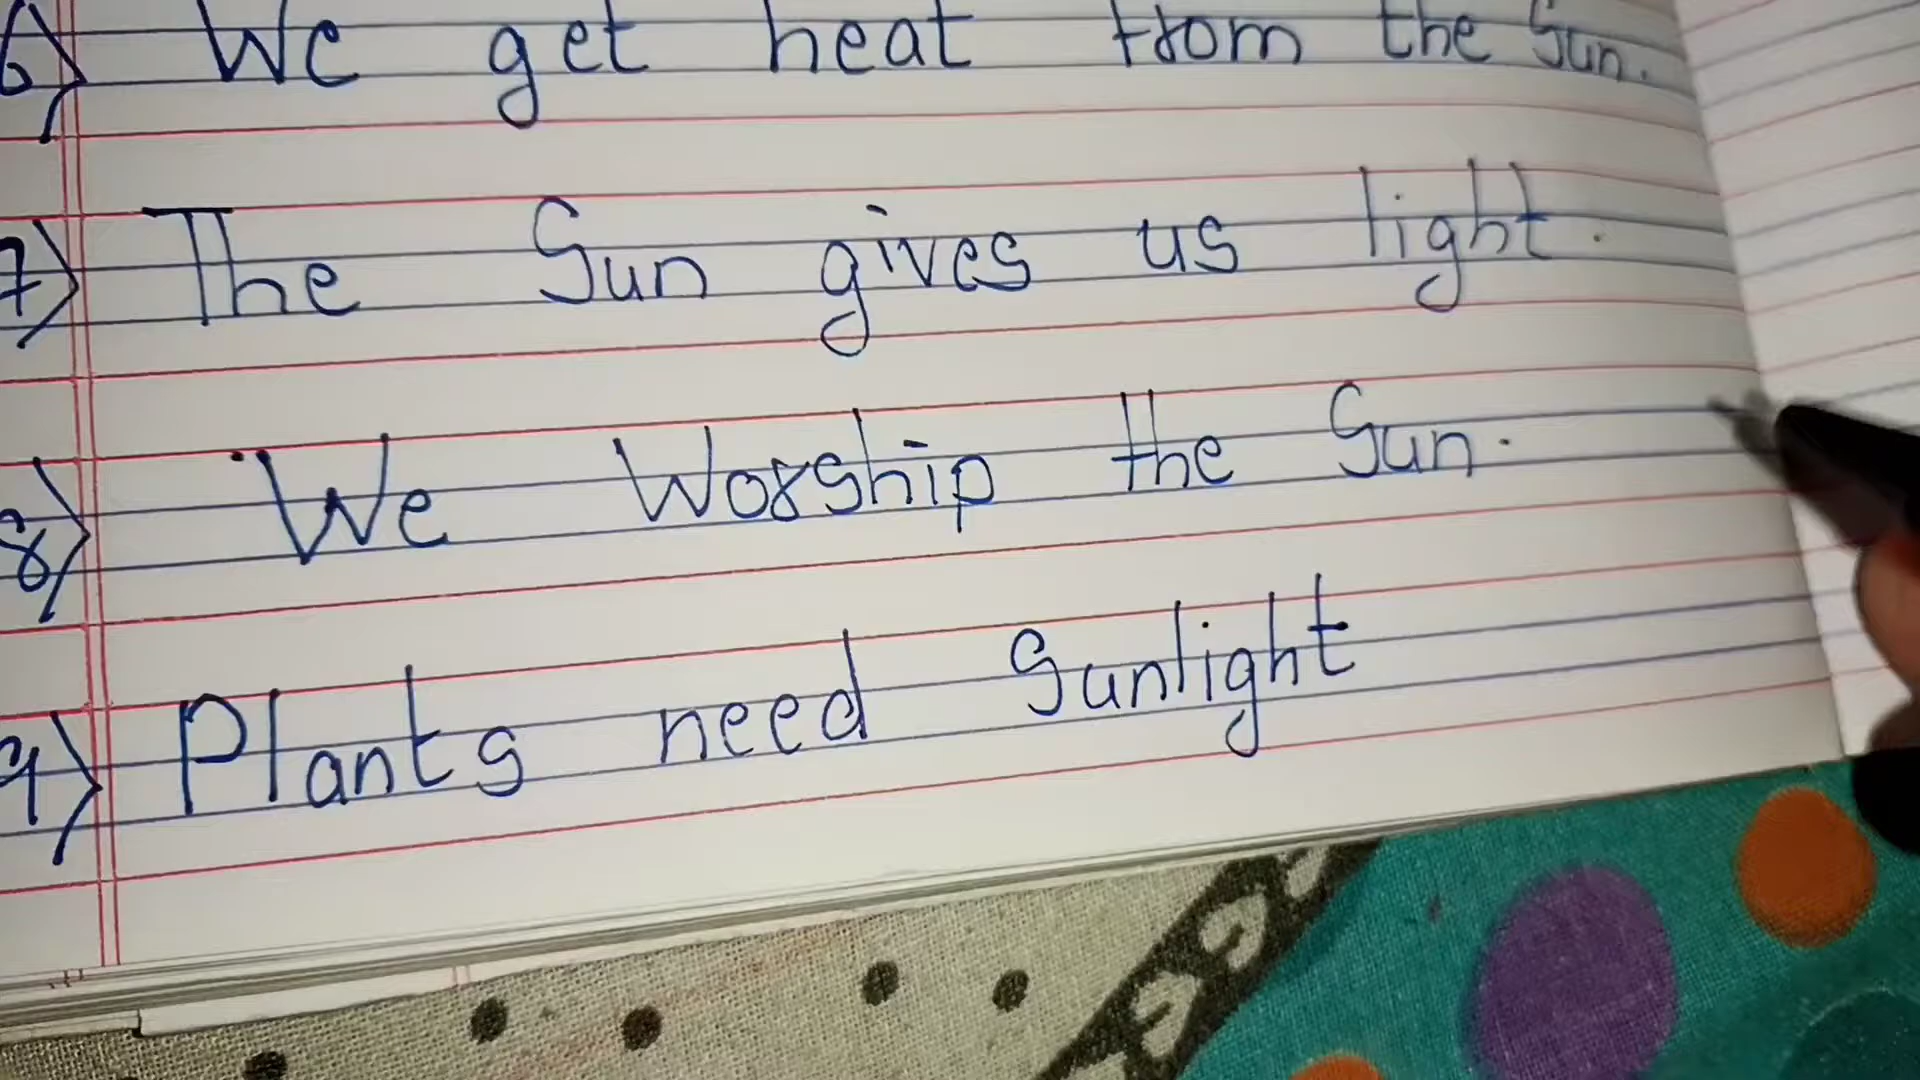 6) We get heat from the Sun.
7) The Sun gives us light.
8) We Worship the Sun.
9) Plants need Sunlight